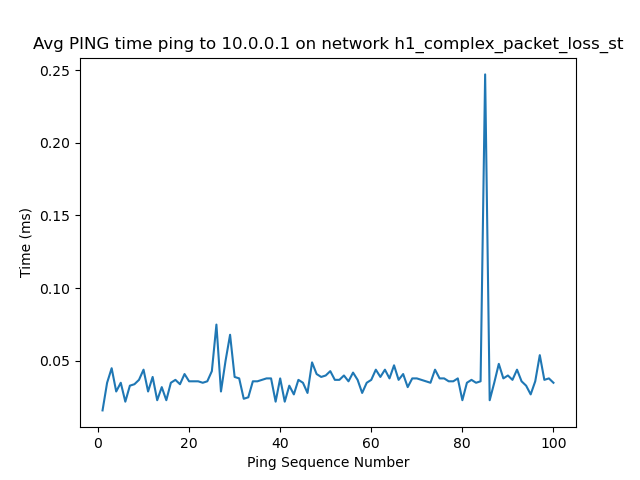 Avg PING time ping to 10.0.0.1 on network h1_complex_packet_loss_st
0.25
0.20
0.15
0.10
0.05
Time (ms)
0 20 40 60 80 100
Ping Sequence Number